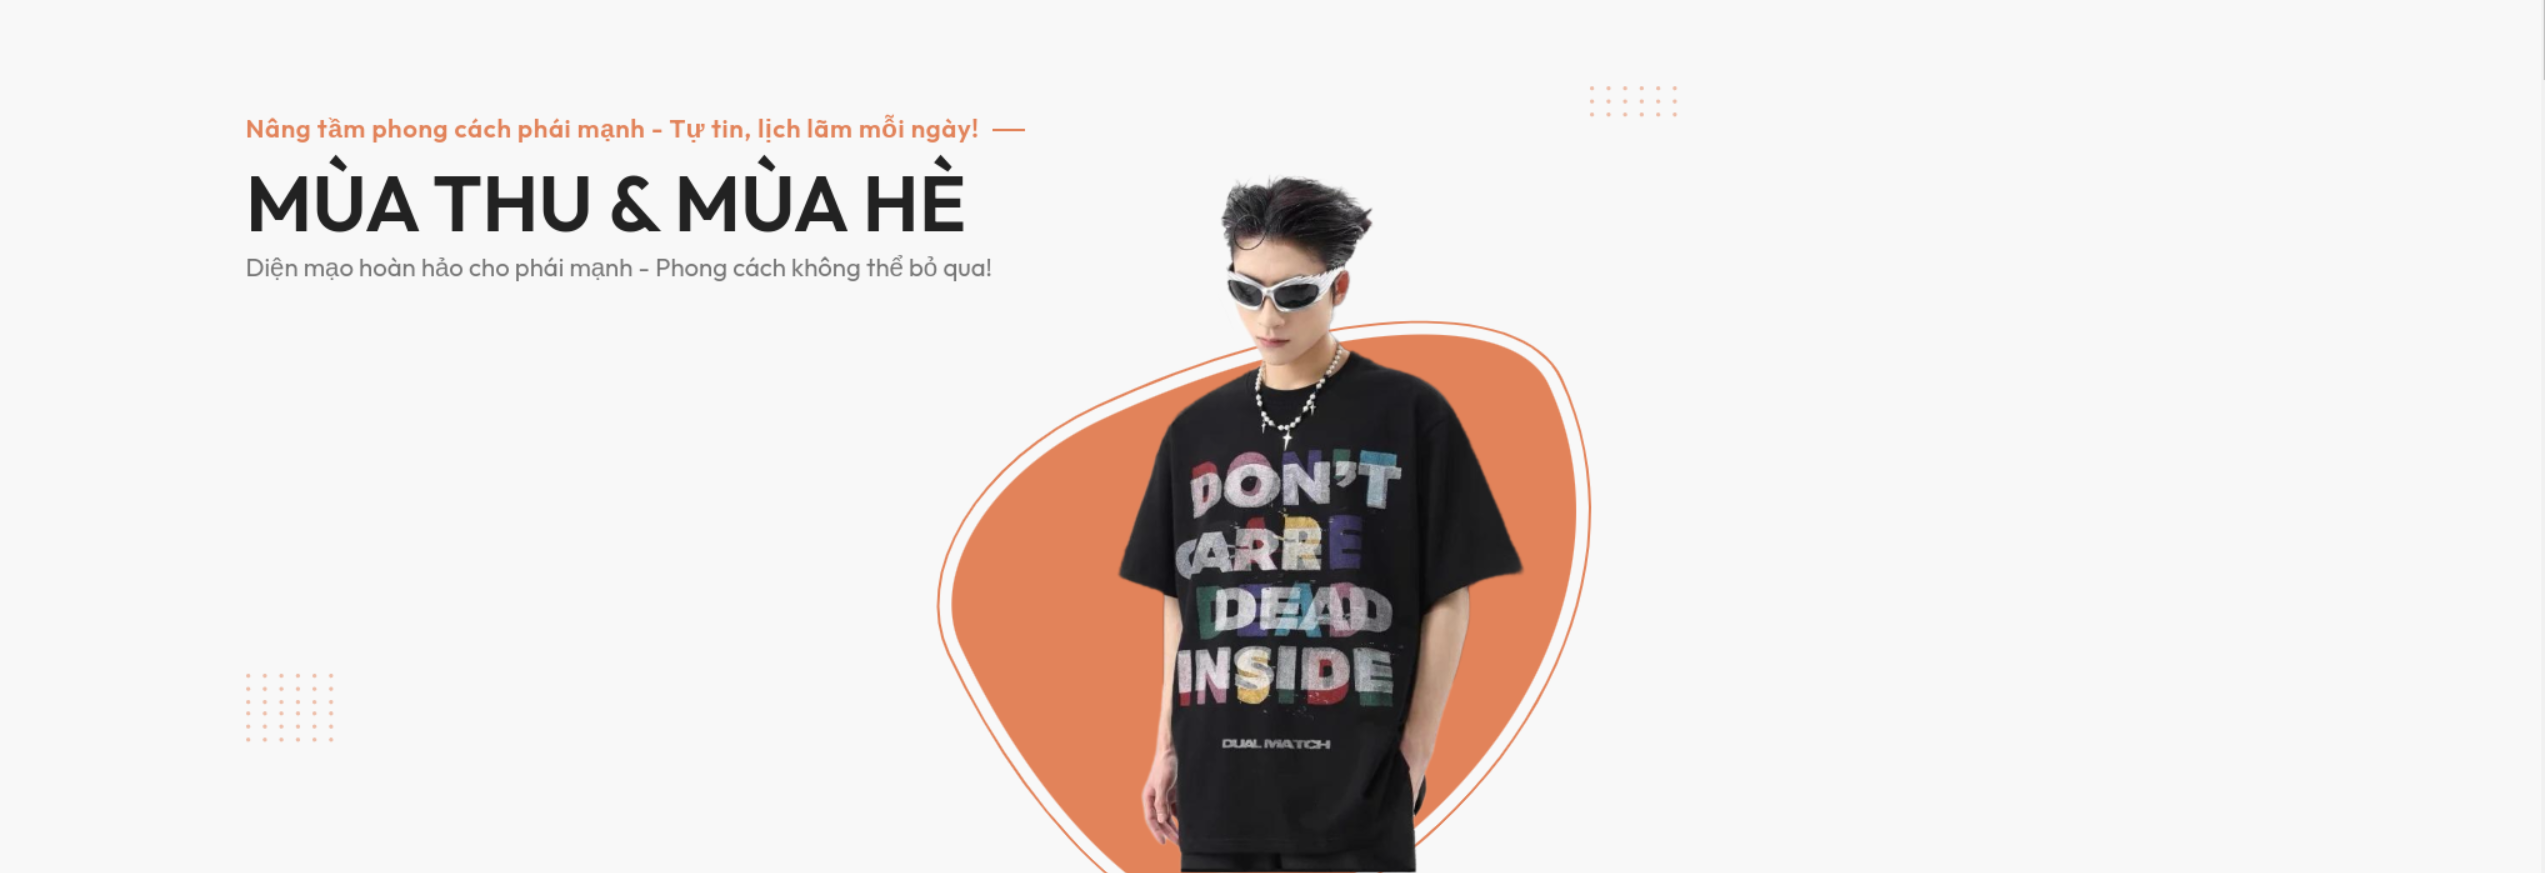 Nâng tầm phong cách phái mạnh - Tự tin, lịch lãm mỗi ngày!
MÙA THU & MÙA HÈ
Diện mạo hoàn hảo cho phái mạnh - Phong cách không thể bỏ qua!
DON'T
CARE
DEAD
INSIDE
DUAL MATCH